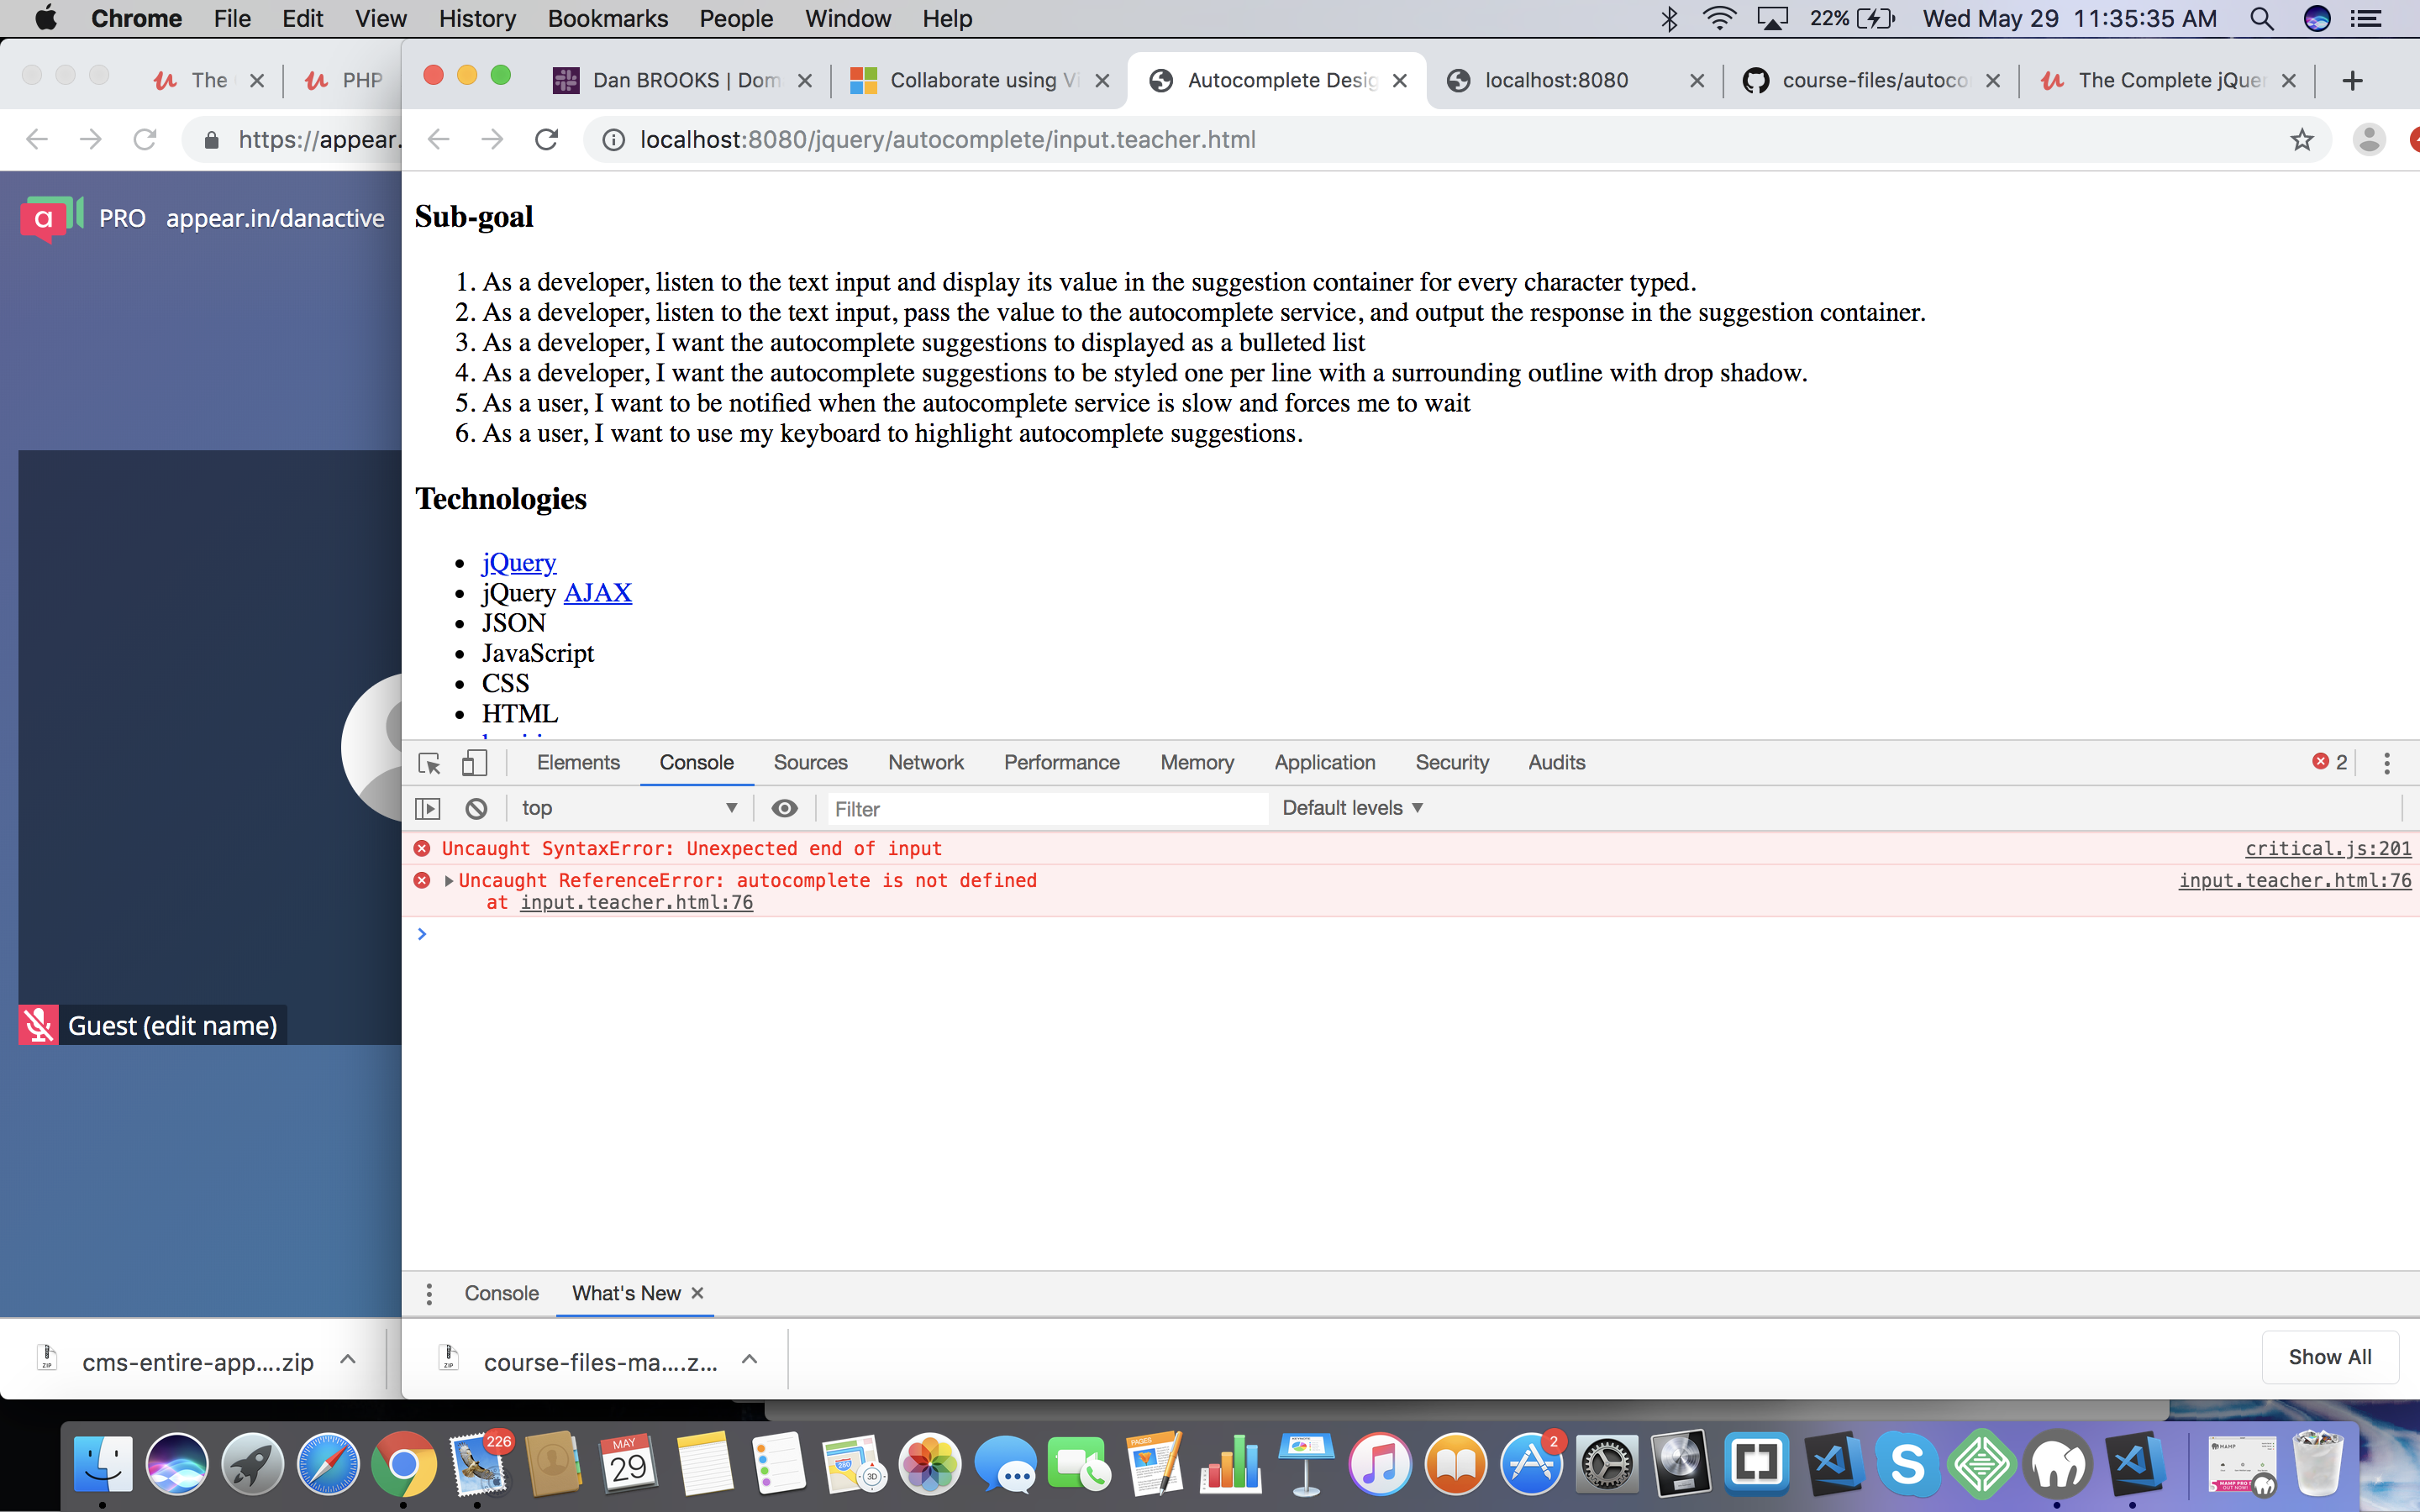 Chrome File Edit View History Bookmarks People Window Help 22% Wed May 29 11:35:35 AM
The PHP Dan BROOKS | Dom Collaborate using Vi Autocomplete Desig localhost:8080 course-files/autoco The Complete jQuer
https://appear. localhost:8080/jquery/autocomplete/input.teacher.html
a PRO appear.in/danactive
Sub-goal
1. As a developer, listen to the text input and display its value in the suggestion container for every character typed.
2. As a developer, listen to the text input, pass the value to the autocomplete service, and output the response in the suggestion container.
3. As a developer, I want the autocomplete suggestions to displayed as a bulleted list
4. As a developer, I want the autocomplete suggestions to be styled one per line with a surrounding outline with drop shadow.
5. As a user, I want to be notified when the autocomplete service is slow and forces me to wait
6. As a user, I want to use my keyboard to highlight autocomplete suggestions.
Technologies
• jQuery
• jQuery AJAX
• JSON
• JavaScript
• CSS
• HTML
Elements Console Sources Network Performance Memory Application Security Audits 2
top Filter Default levels
Uncaught SyntaxError: Unexpected end of input critical.js:201
Uncaught ReferenceError: autocomplete is not defined input.teacher.html:76
at input.teacher.html:76
Guest (edit name)
Console What's New
cms-entire-app....zip course-files-ma....z... Show All
226 MAY 29 280 3D PAGES 2 S